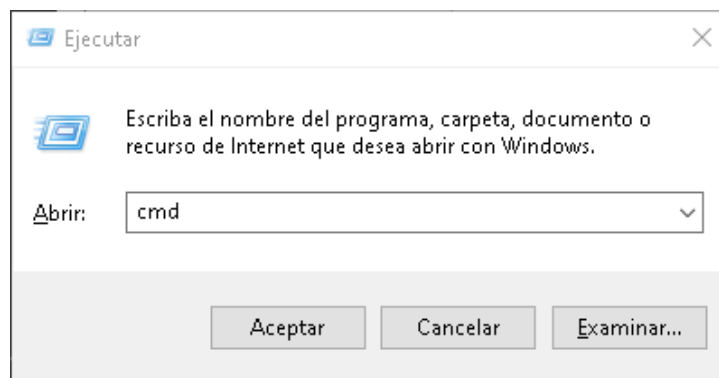 Ejecutar
Escriba el nombre del programa, carpeta, documento o
recurso de Internet que desea abrir con Windows.
Abrir: cmd
Aceptar Cancelar Examinar...